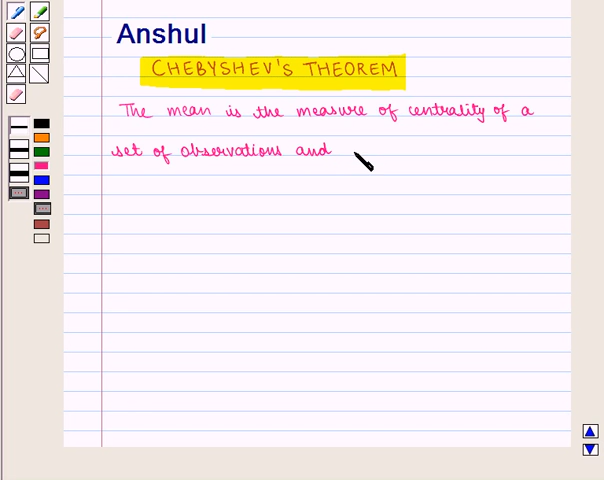 Anshul
CHEBYSHEV'S THEOREM
The mean is the measure of centrality of a
set of observations and